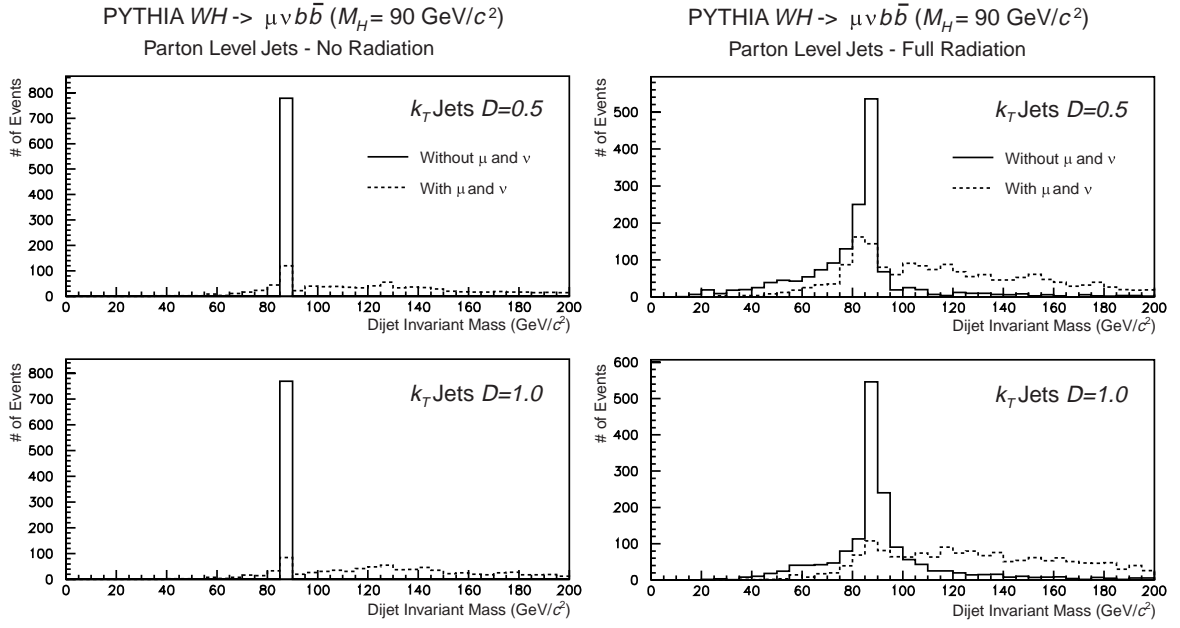 PYTHIA WH -> μνbb̄ (M_H = 90 GeV/c²)
Parton Level Jets - No Radiation
# of Events
800
700
600
500
400
300
200
100
0
k_T Jets D=0.5
Without μ and ν
With μ and ν
0 20 40 60 80 100 120 140 160 180 200
Dijet Invariant Mass (GeV/c²)
PYTHIA WH -> μνbb̄ (M_H = 90 GeV/c²)
Parton Level Jets - Full Radiation
# of Events
500
400
300
200
100
0
k_T Jets D=0.5
Without μ and ν
With μ and ν
0 20 40 60 80 100 120 140 160 180 200
Dijet Invariant Mass (GeV/c²)
# of Events
800
700
600
500
400
300
200
100
0
k_T Jets D=1.0
0 20 40 60 80 100 120 140 160 180 200
Dijet Invariant Mass (GeV/c²)
# of Events
600
500
400
300
200
100
0
k_T Jets D=1.0
0 20 40 60 80 100 120 140 160 180 200
Dijet Invariant Mass (GeV/c²)